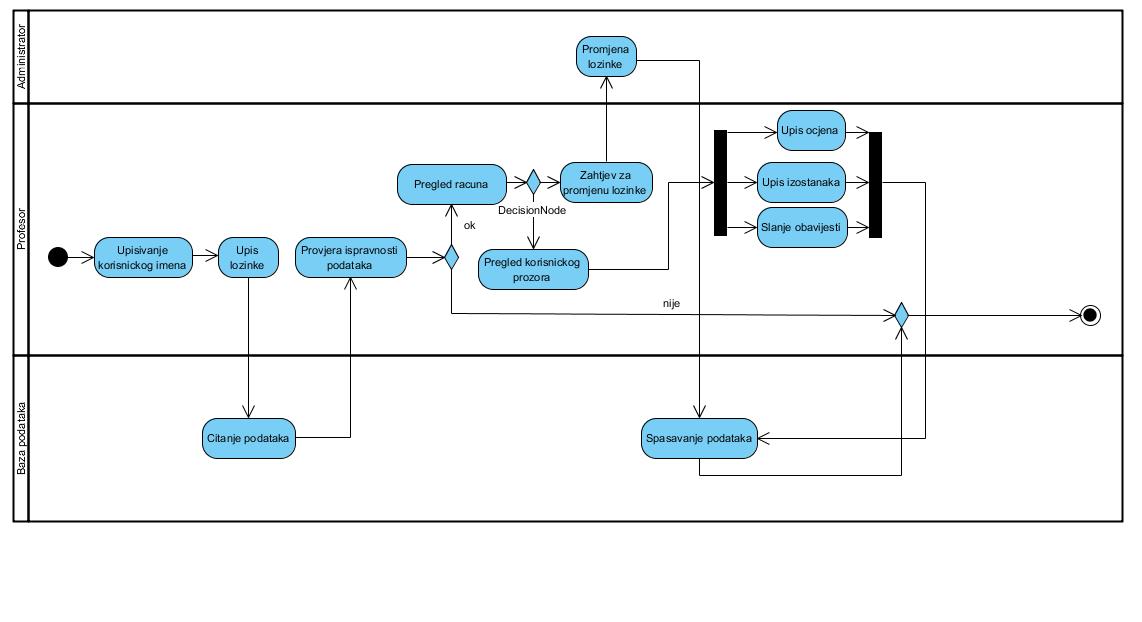 Administrator
Promjena
lozinke
Profesor
Upisivanje
korisnickog imena
Upis
lozinke
Provjera ispravnosti
podataka
Pregled racuna
ok
DecisionNode
Zahtjev za
promjenu lozinke
Pregled korisnickog
prozora
Upis ocjena
Upis izostanaka
Slanje obavijesti
nije
Baza podataka
Citanje podataka
Spasavanje podataka